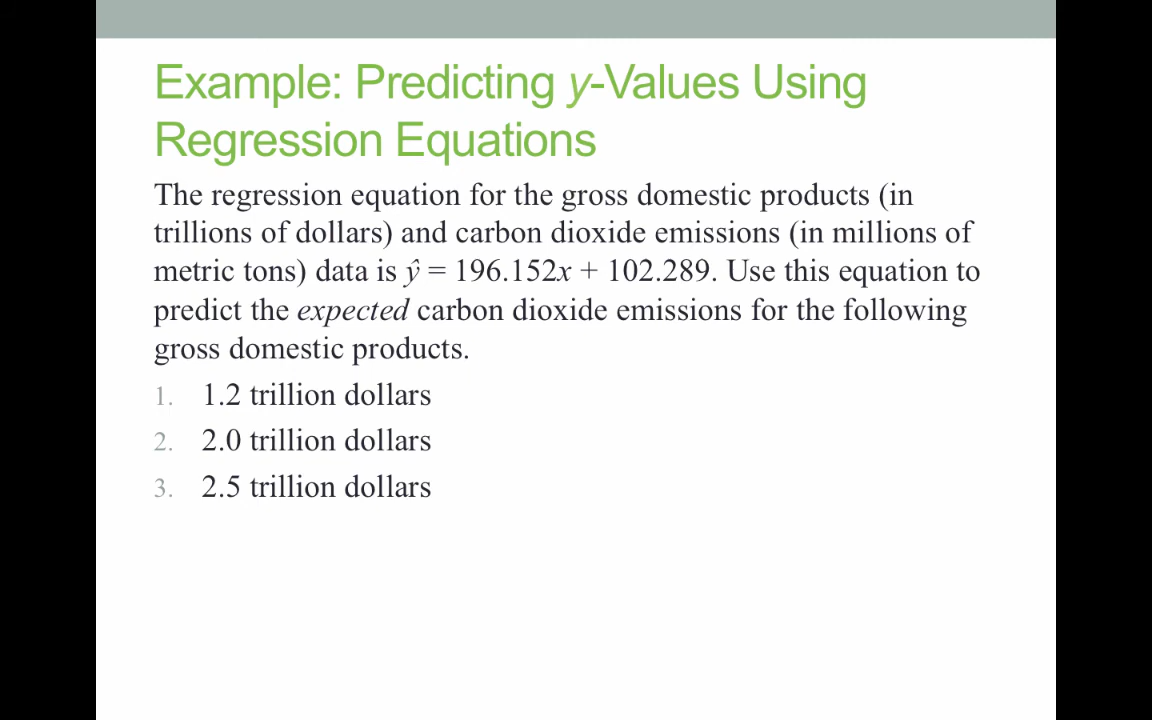 Example: Predicting y-Values Using
Regression Equations
The regression equation for the gross domestic products (in
trillions of dollars) and carbon dioxide emissions (in millions of
metric tons) data is ŷ = 196.152x + 102.289. Use this equation to
predict the expected carbon dioxide emissions for the following
gross domestic products.
1. 1.2 trillion dollars
2. 2.0 trillion dollars
3. 2.5 trillion dollars